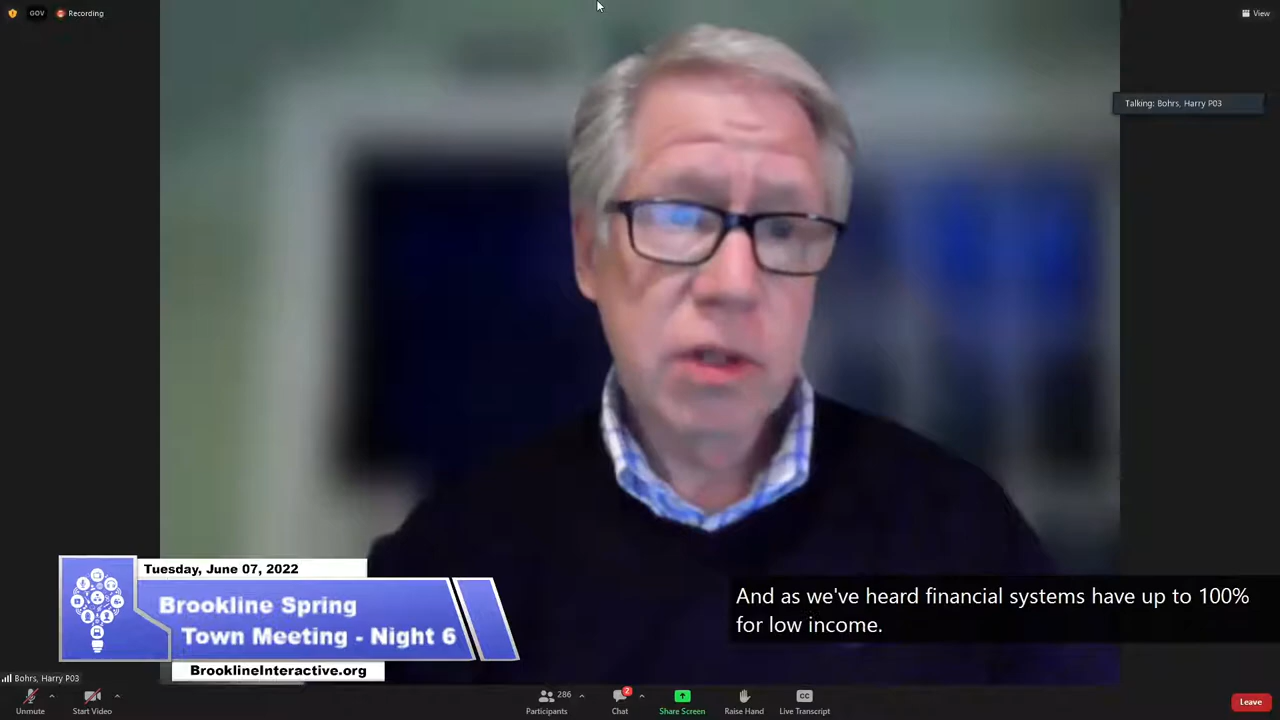 GOV
Recording
View
Talking: Bohrs, Harry P03
Tuesday, June 07, 2022
Brookline Spring
Town Meeting - Night 6
BrooklineInteractive.org
And as we've heard financial systems have up to 100%
for low income.
Bohrs, Harry P03
Unmute
Start Video
286
Participants
2
Chat
Share Screen
Raise Hand
CC
Live Transcript
Leave